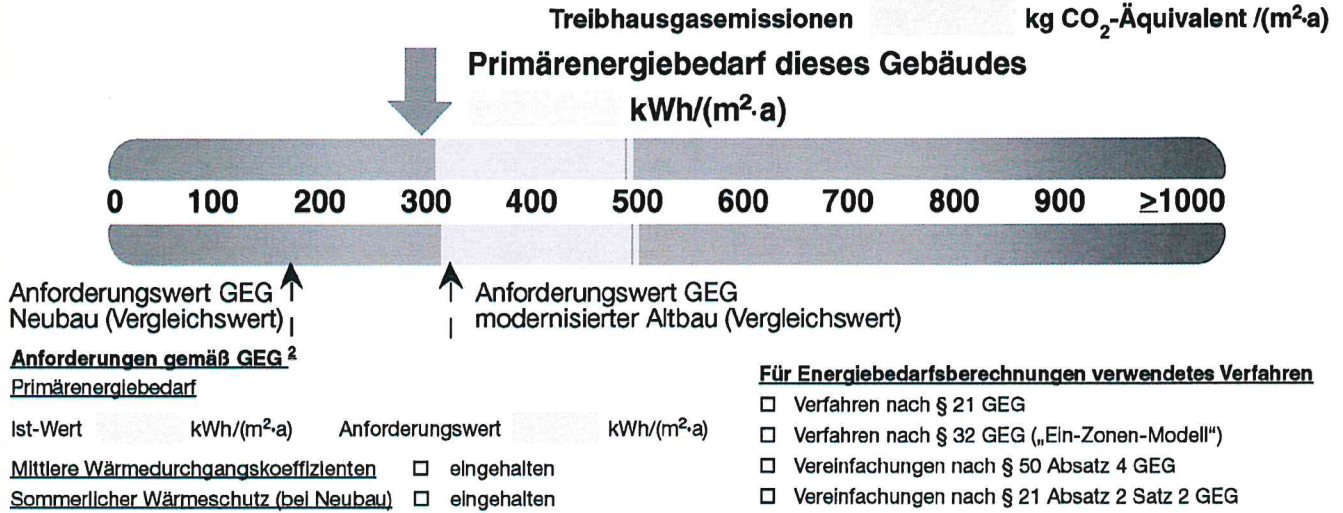 Treibhausgasemissionen kg CO₂-Äquivalent /(m²·a)
Primärenergiebedarf dieses Gebäudes
kWh/(m²·a)
0 100 200 300 400 500 600 700 800 900 ≥1000
Anforderungswert GEG
Neubau (Vergleichswert)
Anforderungswert GEG
modernisierter Altbau (Vergleichswert)
Anforderungen gemäß GEG ²
Primärenergiebedarf
Ist-Wert kWh/(m²·a) Anforderungswert kWh/(m²·a)
Mittlere Wärmedurchgangskoeffizienten □ eingehalten
Sommerlicher Wärmeschutz (bei Neubau) □ eingehalten
Für Energiebedarfsberechnungen verwendetes Verfahren
□ Verfahren nach § 21 GEG
□ Verfahren nach § 32 GEG („Ein-Zonen-Modell“)
□ Vereinfachungen nach § 50 Absatz 4 GEG
□ Vereinfachungen nach § 21 Absatz 2 Satz 2 GEG